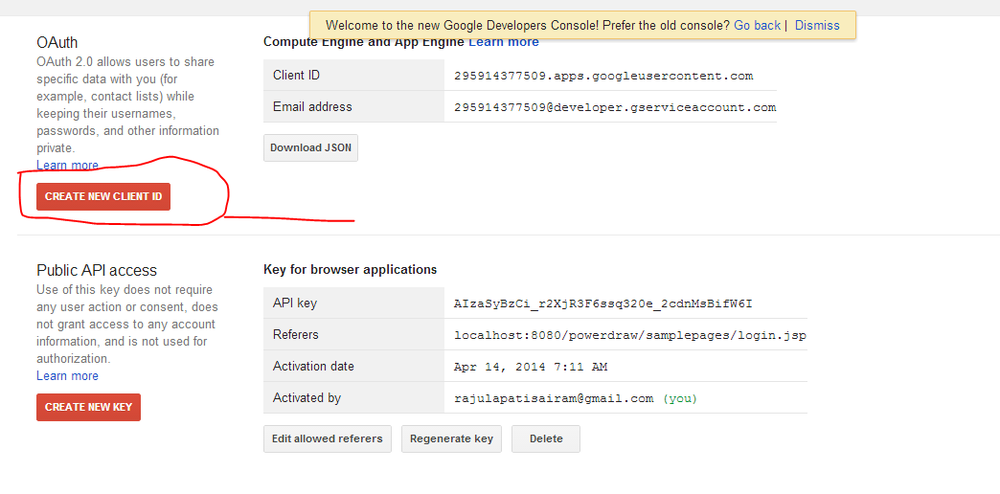 Welcome to the new Google Developers Console! Prefer the old console? Go back | Dismiss
OAuth
OAuth 2.0 allows users to share
specific data with you (for
example, contact lists) while
keeping their usernames,
passwords, and other information
private.
Learn more
CREATE NEW CLIENT ID
Compute Engine and App Engine Learn more
Client ID 295914377509.apps.googleusercontent.com
Email address 295914377509@developer.gserviceaccount.com
Download JSON
Public API access
Use of this key does not require
any user action or consent, does
not grant access to any account
information, and is not used for
authorization.
Learn more
CREATE NEW KEY
Key for browser applications
API key AIzaSyBzCi_r2XjR3F6ssq320e_2cdnMsBifW6I
Referers localhost:8080/powerdraw/samplepages/login.jsp
Activation date Apr 14, 2014 7:11 AM
Activated by rajulapatisairam@gmail.com (you)
Edit allowed referers Regenerate key Delete